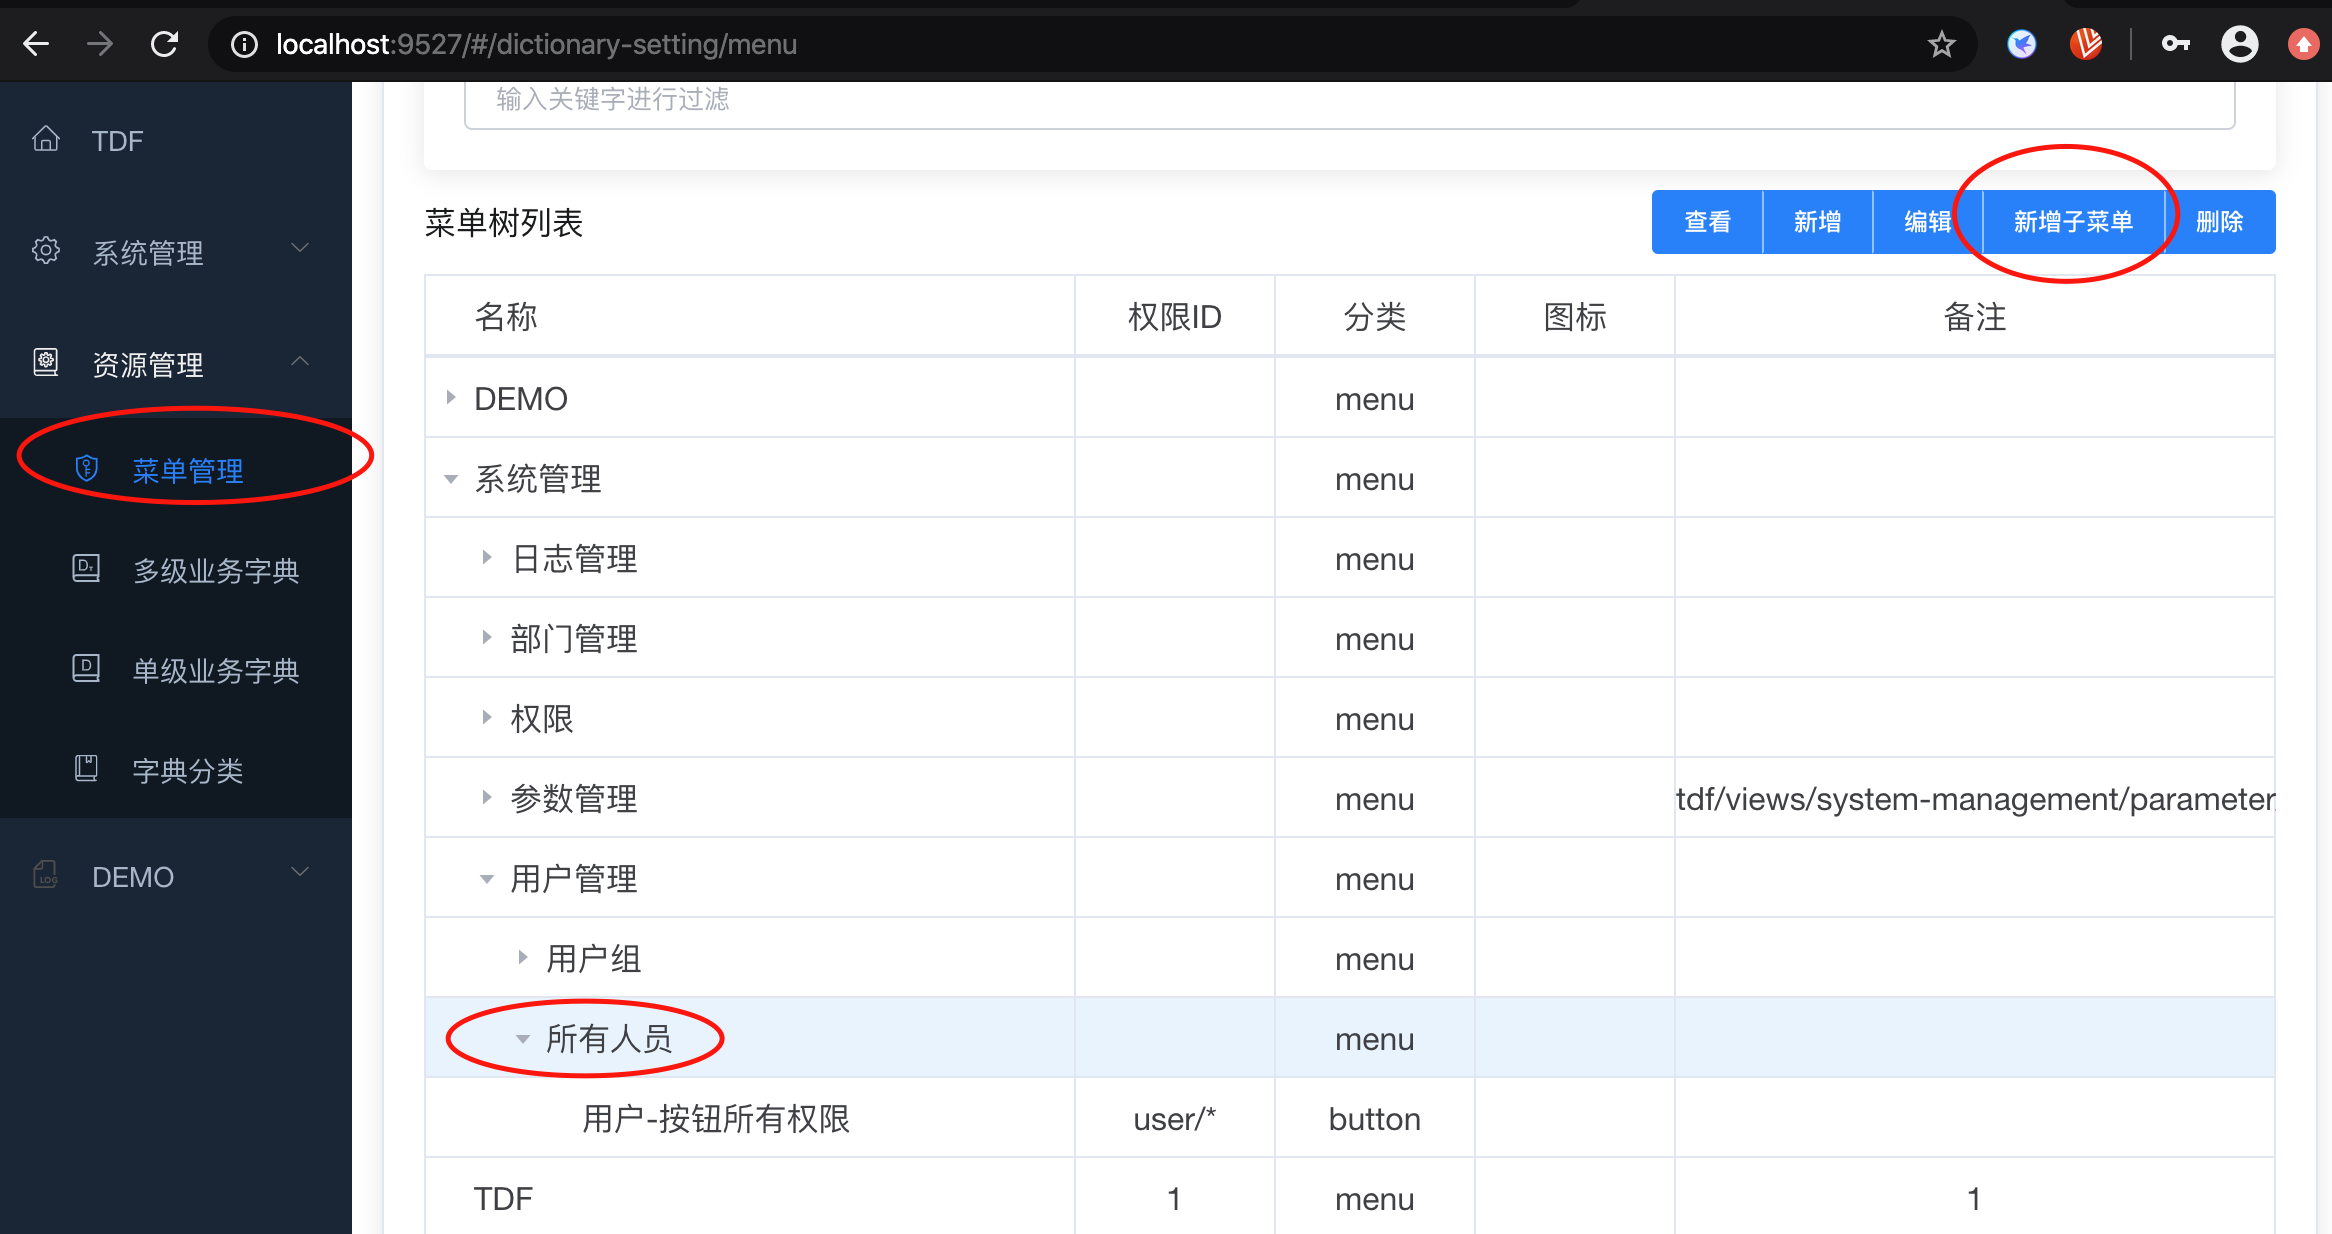 localhost:9527/#/dictionary-setting/menu
TDF
系统管理
资源管理
菜单管理
多级业务字典
单级业务字典
字典分类
DEMO
输入关键字进行过滤
菜单树列表
查看 新增 编辑 新增子菜单 删除
名称 权限ID 分类 图标 备注
DEMO menu
系统管理 menu
日志管理 menu
部门管理 menu
权限 menu
参数管理 menu tdf/views/system-management/parameter
用户管理 menu
用户组 menu
所有人员 menu
用户-按钮所有权限 user/* button
TDF 1 menu 1